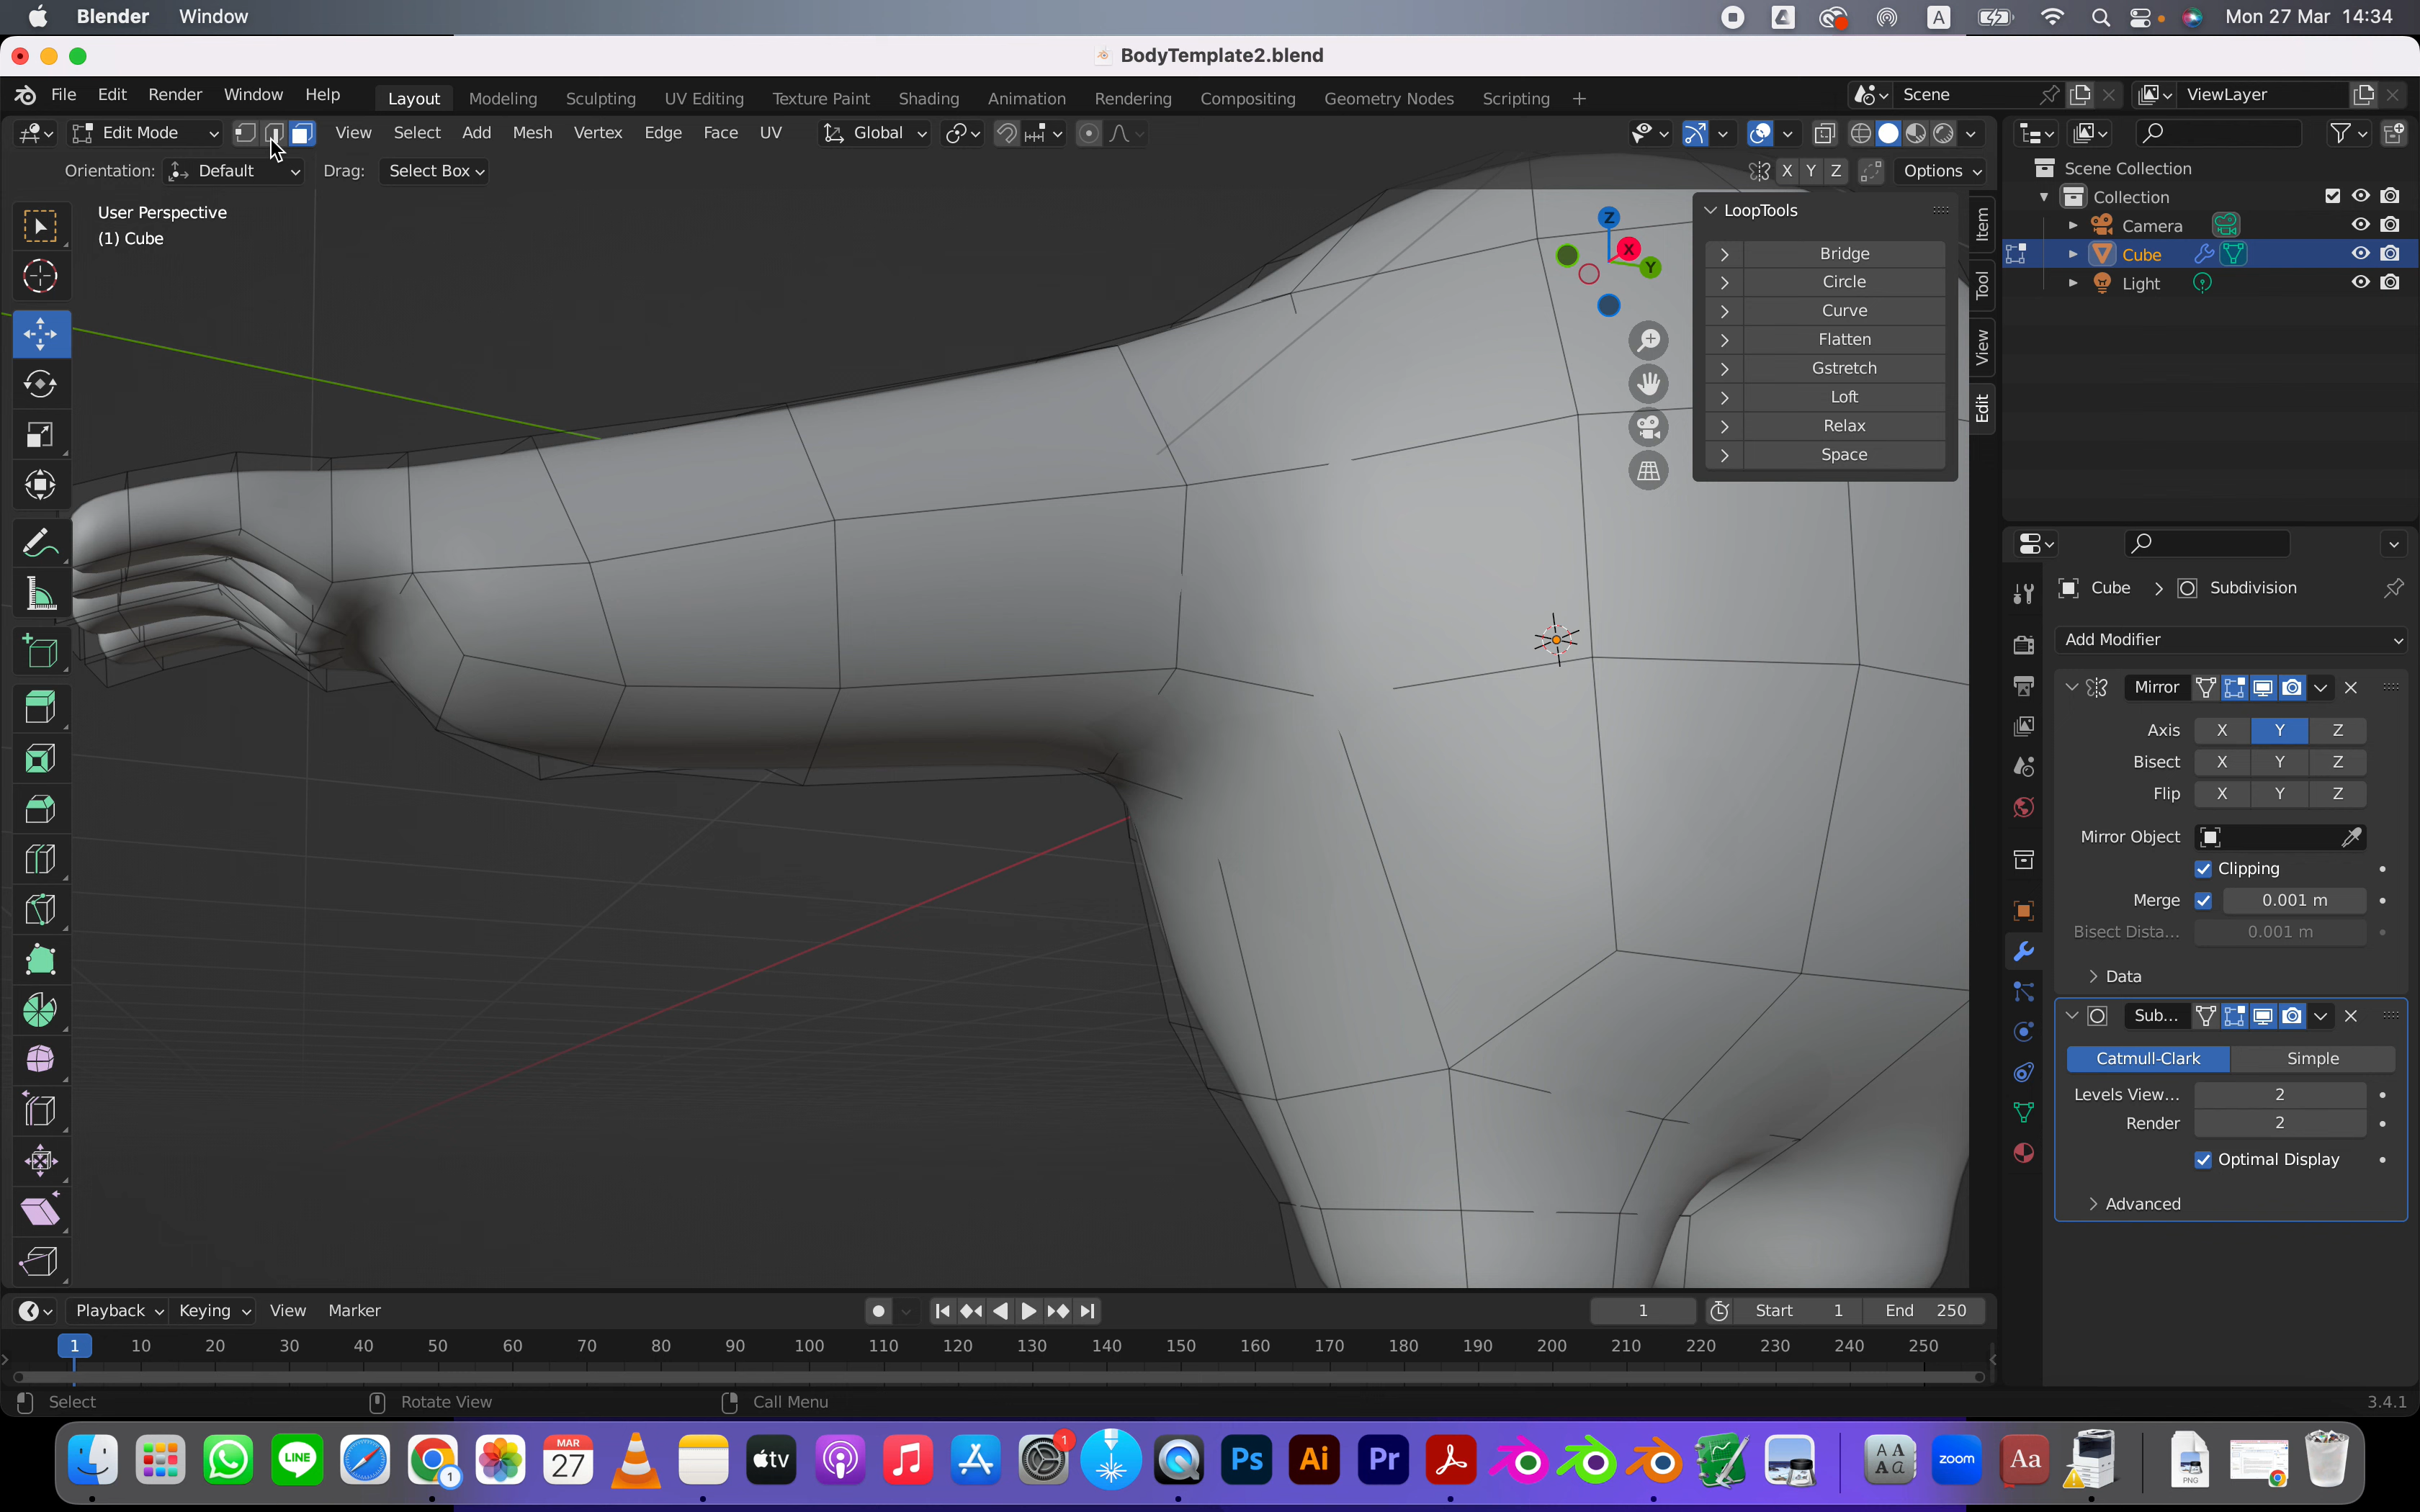 Blender Window A Mon 27 Mar 14:34
BodyTemplate2.blend
File Edit Render Window Help Layout Modeling Sculpting UV Editing Texture Paint Shading Animation Rendering Compositing Geometry Nodes Scripting + Scene ViewLayer
Edit Mode View Select Add Mesh Vertex Edge Face UV Global
Orientation: Default Drag: Select Box X Y Z Options
User Perspective
(1) Cube
Z
X
Y
LoopTools
Bridge
Circle
Curve
Flatten
Gstretch
Loft
Relax
Space
Item
Tool
View
Edit
Scene Collection
Collection
Camera
Cube
Light
Cube > Subdivision
Add Modifier
Mirror
Axis X Y Z
Bisect X Y Z
Flip X Y Z
Mirror Object
Clipping
Merge 0.001 m
Bisect Dista... 0.001 m
Data
Sub...
Catmull-Clark Simple
Levels View... 2
Render 2
Optimal Display
Advanced
Playback Keying View Marker 1 Start 1 End 250
1 10 20 30 40 50 60 70 80 90 100 110 120 130 140 150 160 170 180 190 200 210 220 230 240 250
Select Rotate View Call Menu 3.4.1
LINE 1 MAR 27 tv 1 Ps Ai Pr AA Aa zoom Aa PNG